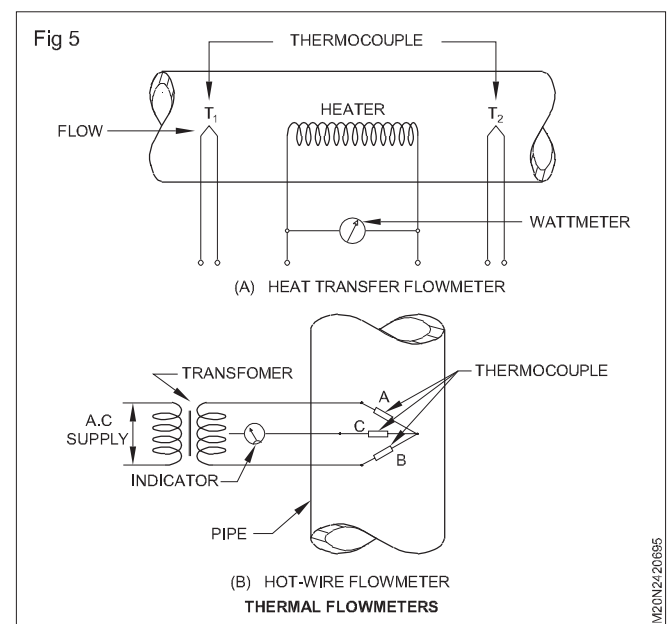 Fig 5
THERMOCOUPLE
T1
HEATER
T2
FLOW
WATTMETER
(A) HEAT TRANSFER FLOWMETER
TRANSFOMER
THERMOCOUPLE
A
A.C
SUPPLY
C
B
INDICATOR
PIPE
(B) HOT-WIRE FLOWMETER
THERMAL FLOWMETERS
M20N2420695